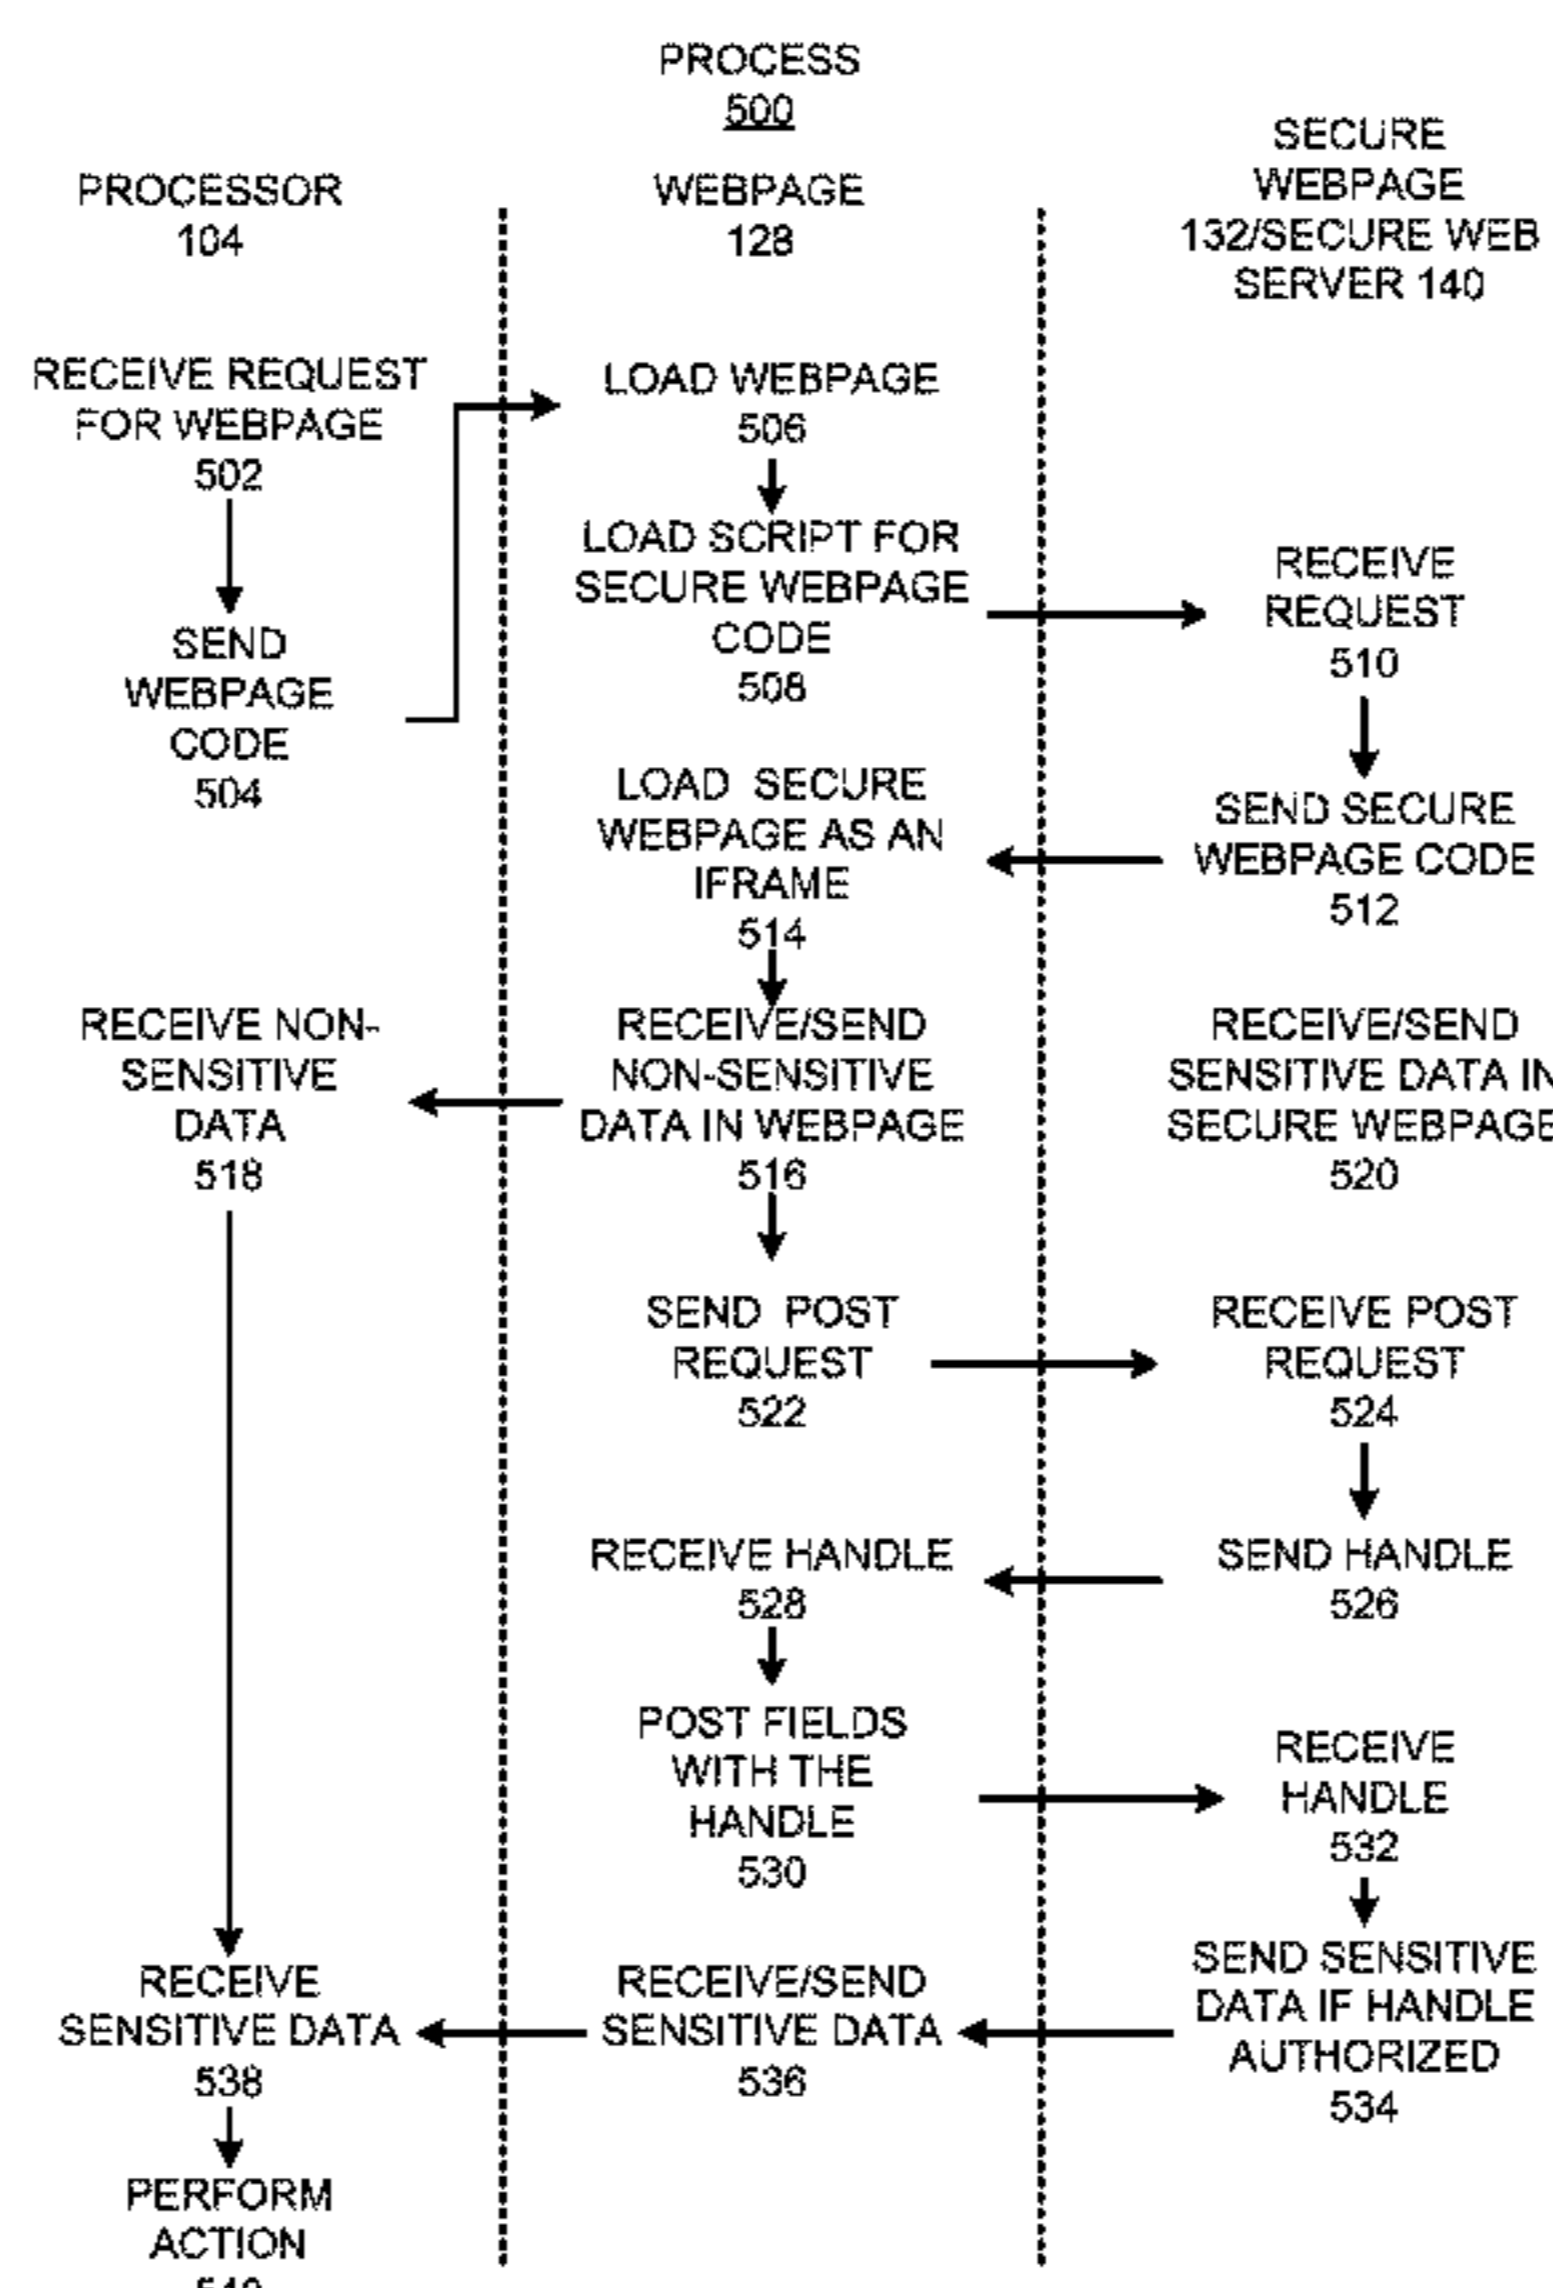 PROCESS
500
PROCESSOR
104
WEBPAGE
128
SECURE
WEBPAGE
132/SECURE WEB
SERVER 140
RECEIVE REQUEST
FOR WEBPAGE
502
SEND
WEBPAGE
CODE
504
LOAD WEBPAGE
506
LOAD SCRIPT FOR
SECURE WEBPAGE
CODE
508
RECEIVE
REQUEST
510
SEND SECURE
WEBPAGE CODE
512
LOAD SECURE
WEBPAGE AS AN
IFRAME
514
RECEIVE/SEND
NON-SENSITIVE
DATA IN WEBPAGE
516
RECEIVE NON-
SENSITIVE
DATA
518
RECEIVE/SEND
SENSITIVE DATA IN
SECURE WEBPAGE
520
SEND POST
REQUEST
522
RECEIVE POST
REQUEST
524
SEND HANDLE
526
RECEIVE HANDLE
528
POST FIELDS
WITH THE
HANDLE
530
RECEIVE
HANDLE
532
SEND SENSITIVE
DATA IF HANDLE
AUTHORIZED
534
RECEIVE/SEND
SENSITIVE DATA
536
RECEIVE
SENSITIVE DATA
538
PERFORM
ACTION